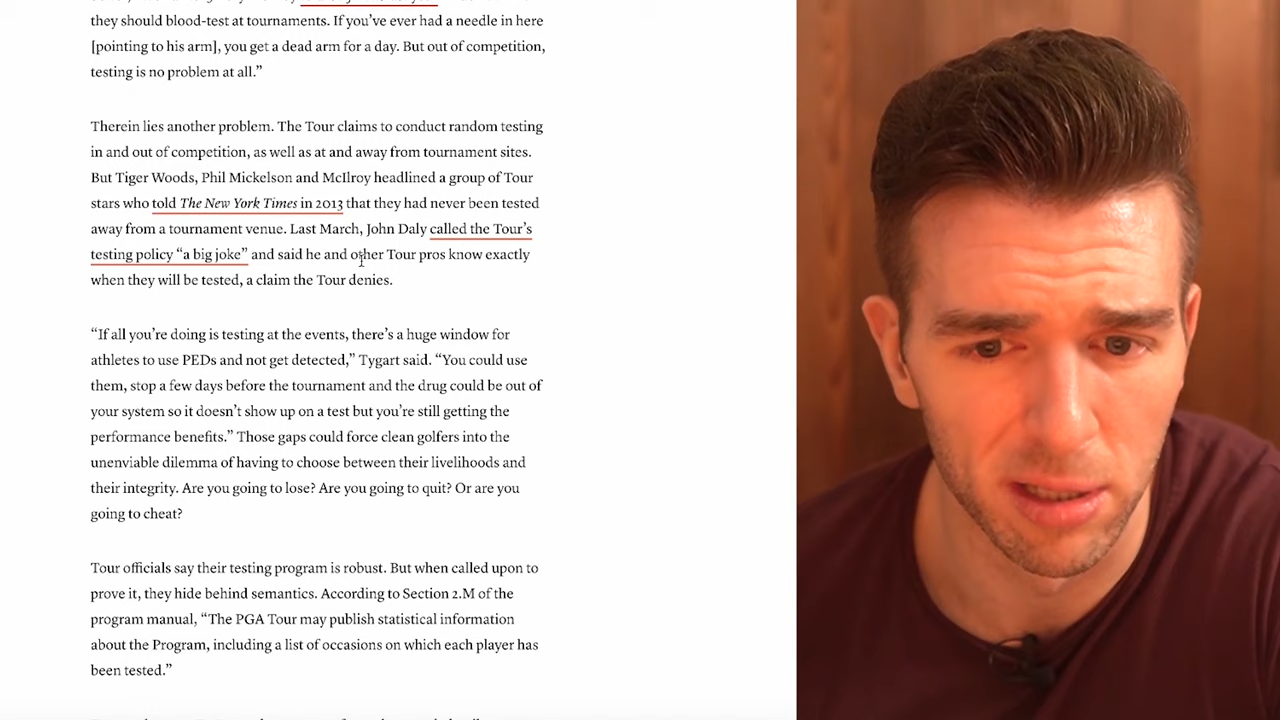 they should blood-test at tournaments. If you’ve ever had a needle in here
[pointing to his arm], you get a dead arm for a day. But out of competition,
testing is no problem at all.”
Therein lies another problem. The Tour claims to conduct random testing
in and out of competition, as well as at and away from tournament sites.
But Tiger Woods, Phil Mickelson and McIlroy headlined a group of Tour
stars who told The New York Times in 2013 that they had never been tested
away from a tournament venue. Last March, John Daly called the Tour’s
testing policy “a big joke” and said he and other Tour pros know exactly
when they will be tested, a claim the Tour denies.
“If all you’re doing is testing at the events, there’s a huge window for
athletes to use PEDs and not get detected,” Tygart said. “You could use
them, stop a few days before the tournament and the drug could be out of
your system so it doesn’t show up on a test but you’re still getting the
performance benefits.” Those gaps could force clean golfers into the
unenviable dilemma of having to choose between their livelihoods and
their integrity. Are you going to lose? Are you going to quit? Or are you
going to cheat?
Tour officials say their testing program is robust. But when called upon to
prove it, they hide behind semantics. According to Section 2.M of the
program manual, “The PGA Tour may publish statistical information
about the Program, including a list of occasions on which each player has
been tested.”